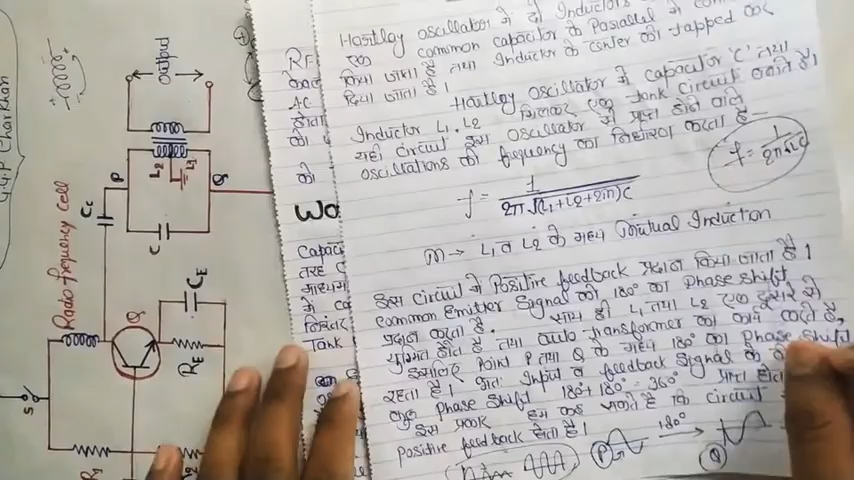 G.G.P Charkhari
Radio frequency Cell
Output
P
Q
L2
L1
C
Cc
Q
CE
RE
S
R1
R2
RF
AC
होता
को
को
Wo
तरह
में
Tank
Hartley oscillator में दो Inductors
एक common capacitor के Parallel में
किया जाता है तथा Inductor के center को tapped कर
दिया जाता है।
Hartley Oscillator में capacitor 'C' तथा
Inductor L1, L2 मिलकर एक Tank Circuit बनाते है।
यही circuit इस oscillator से प्राप्त होने वाले
oscillations की frequency का निर्धारण करता है-
f = 1/2π√(L1+L2+2m)C
f = 1/2π√LC
m → L1 व L2 के मध्य Mutual Induction
इस circuit में Positive feedback प्रदान किया जाता है।
Common Emitter Signal को 180° का Phase shift
प्रदान करता है. साथ ही L1 तथा L2 एक दूसरे से
युग्मित होते है तथा auto Transformer का कार्य करते है,
इसलिए Point P तथा Q के मध्य 180° का Phase Shift
रहता है। अतः Input व feedback Signal के
कुल Phase shift 180+180° = 360° प्राप्त होता
इस प्रकार हम कह सकते है कि circuit
Positive feedback होता है।
P 180° Q